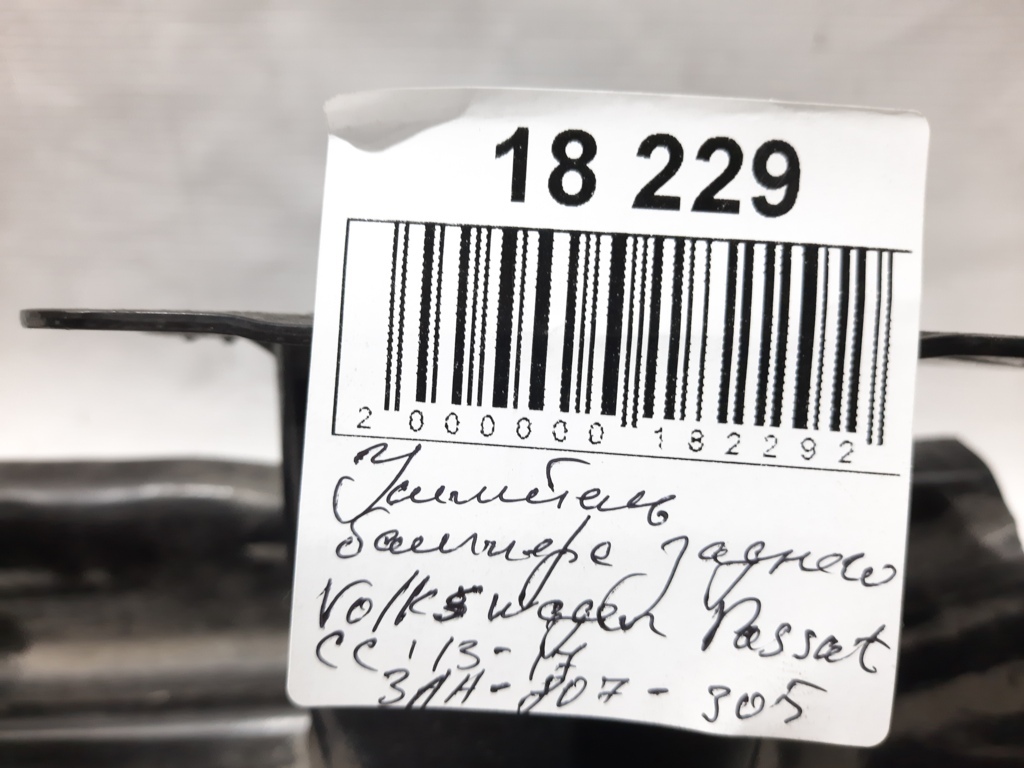 18 229
2 000000 182292
Усилитель
бампера заднего
Volkswagen Passat
CC '13-17
3AA-807-305